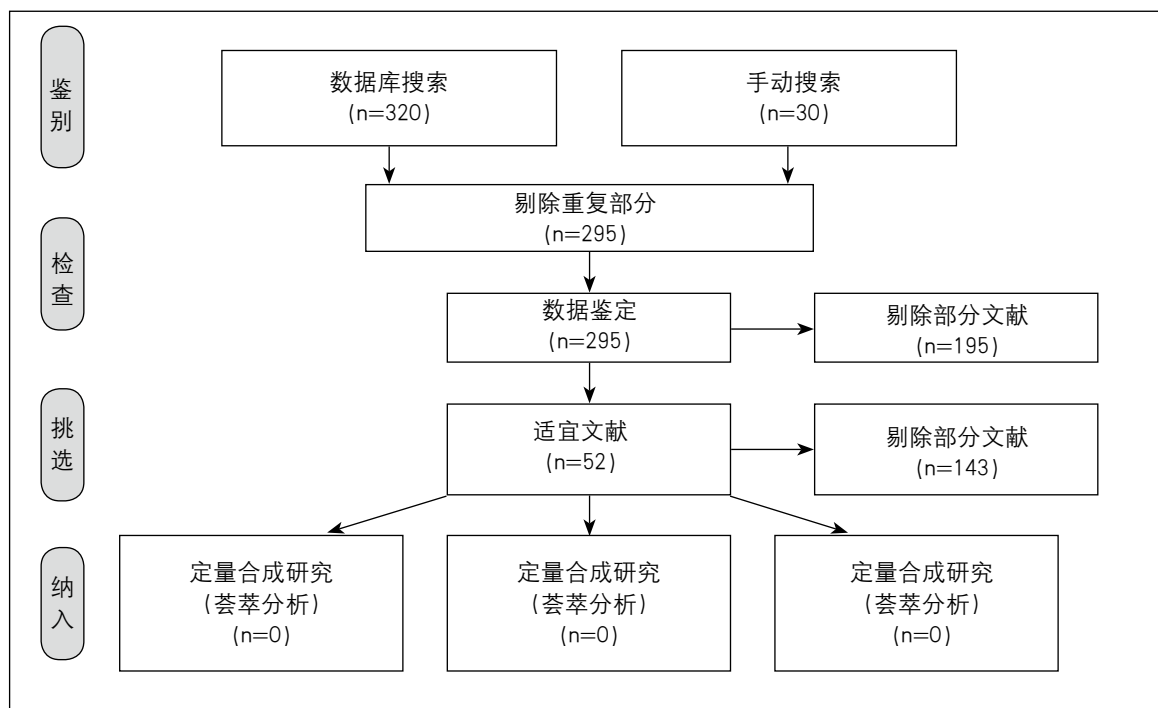 鉴别
数据库搜索
(n=320)
手动搜索
(n=30)
剔除重复部分
(n=295)
检查
数据鉴定
(n=295)
剔除部分文献
(n=195)
挑选
适宜文献
(n=52)
剔除部分文献
(n=143)
纳入
定量合成研究
(荟萃分析)
(n=0)
定量合成研究
(荟萃分析)
(n=0)
定量合成研究
(荟萃分析)
(n=0)